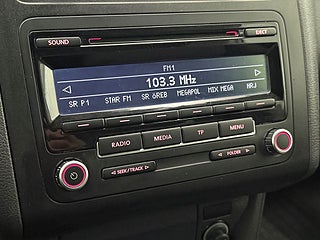 SOUND EJECT
FM1
103.3 MHz
SR P1 STAR FM SR GREB MEGAPOL MIX MEGA NRJ
RADIO MEDIA TP MENU
SEEK/TRACK FOLDER